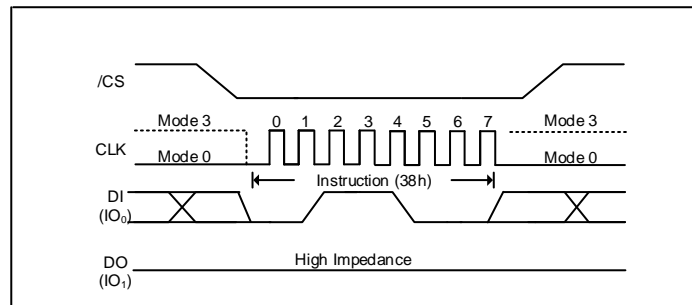 /CS
Mode 3 0 1 2 3 4 5 6 7 Mode 3
CLK
Mode 0 Mode 0
Instruction (38h)
DI
(IO₀)
DO High Impedance
(IO₁)